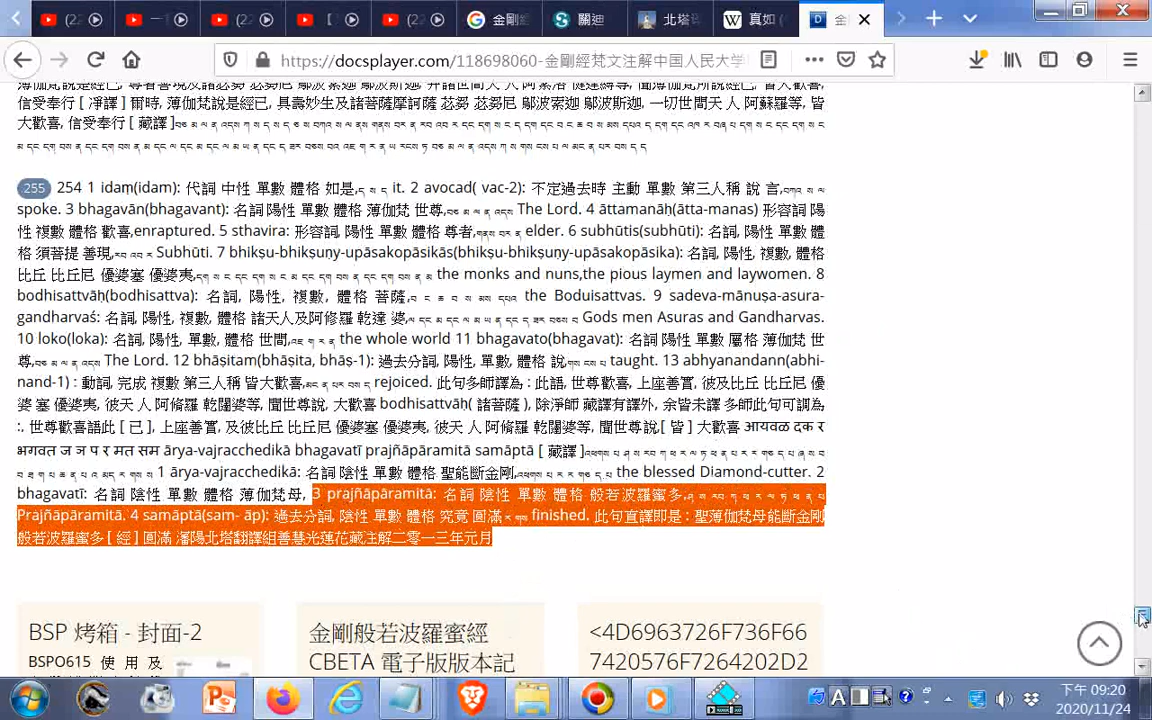 (22
一
(2
【
(22
金剛
關迪
北塔
真如 (
金
https://docsplayer.com/118698060-金剛經梵文注解中国人民大学
信受奉行 [ 淨譯 ] 爾時, 薄伽梵說是經已, 具壽妙生及諸菩薩摩訶薩 苾芻 苾芻尼 鄔波索迦 鄔波斯迦, 一切世間天 人 阿蘇羅等, 皆
大歡喜, 信受奉行 [ 藏譯 ]
255 254 1 idaṃ(idam): 代詞 中性 單數 體格 如是, it. 2 avocad( vac-2): 不定過去時 主動 單數 第三人稱 說 言,
spoke. 3 bhagavān(bhagavant): 名詞 陽性 單數 體格 薄伽梵 世尊, The Lord. 4 āttamanāḥ(ātta-manas) 形容詞 陽
性 複數 體格 歡喜,enraptured. 5 sthavira: 形容詞, 陽性 單數 體格 尊者, elder. 6 subhūtis(subhūti): 名詞, 陽性 單數 體
格 須菩提 善現, Subhūti. 7 bhikṣu-bhikṣuṇy-upāsakopāsikās(bhikṣu-bhikṣuṇy-upāsakopāsika): 名詞, 陽性, 複數, 體格
比丘 比丘尼 優婆塞 優婆夷, the monks and nuns,the pious laymen and laywomen. 8
bodhisattvāḥ(bodhisattva): 名詞, 陽性, 複數, 體格 菩薩, the Boduisattvas. 9 sadeva-mānuṣa-asura-
gandharvaś: 名詞, 陽性, 複數, 體格 諸天人及阿修羅 乾達 婆, Gods men Asuras and Gandharvas.
10 loko(loka): 名詞, 陽性, 單數, 體格 世間, the whole world 11 bhagavato(bhagavat): 名詞 陽性 單數 屬格 薄伽梵 世
尊, The Lord. 12 bhāṣitam(bhāṣita, bhāṣ-1): 過去分詞, 陽性, 單數, 體格 說, taught. 13 abhyanandann(abhi-
nand-1) : 動詞, 完成 複數 第三人稱 皆大歡喜, rejoiced. 此句多師譯為 : 此語, 世尊歡喜, 上座善實, 彼及比丘 比丘尼 優
婆 塞 優婆夷, 彼天 人 阿脩羅 乾闥婆等, 聞世尊說, 大歡喜 bodhisattvāḥ( 諸菩薩 ), 除淨師 藏譯有譯外, 余皆未譯 多師此句可調為,
:, 世尊歡喜語此 [ 已 ], 上座善實, 及彼比丘 比丘尼 優婆塞 優婆夷, 彼天 人 阿脩羅 乾闥婆等, 聞世尊說,[ 皆 ] 大歡喜 आयवळ दक र
भगवत ज ञ प र मत सम ārya-vajracchedikā bhagavatī prajñāpāramitā samāptā [ 藏譯 ]
1 ārya-vajracchedikā: 名詞 陰性 單數 體格 聖能斷金剛, the blessed Diamond-cutter. 2
bhagavatī: 名詞 陰性 單數 體格 薄伽梵母, 3 prajñāpāramitā: 名詞 陰性 單數 體格 般若波羅蜜多,
Prajñāpāramitā. 4 samāptā(sam- āp): 過去分詞, 陰性 單數 體格 究竟 圓滿 finished. 此句直譯即是 : 聖薄伽梵母能斷金剛
般若波羅蜜多 [ 經 ] 圓滿 瀋陽北塔翻譯組善慧光蓮花藏注解二零一三年元月
BSP 烤箱 - 封面-2
BSPO615 使 用 及
金剛般若波羅蜜經
CBETA 電子版版本記
<4D6963726F736F66
7420576F7264202D2
下午 09:20
2020/11/24